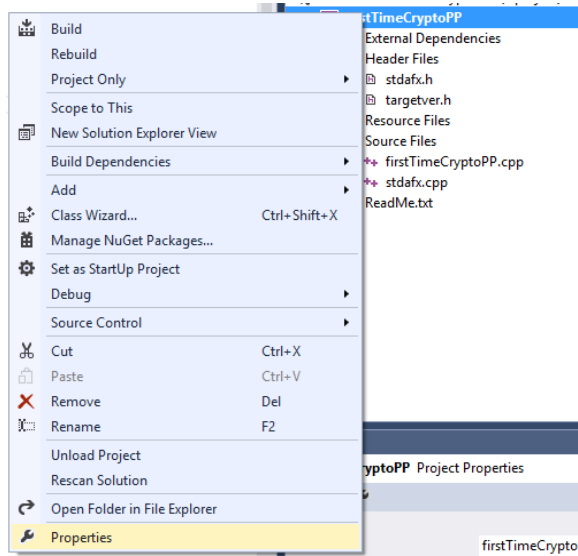 Build
Rebuild
Project Only
Scope to This
New Solution Explorer View
Build Dependencies
Add
Class Wizard... Ctrl+Shift+X
Manage NuGet Packages...
Set as StartUp Project
Debug
Source Control
Cut Ctrl+X
Paste Ctrl+V
Remove Del
Rename F2
Unload Project
Rescan Solution
Open Folder in File Explorer
Properties
stTimeCryptoPP
External Dependencies
Header Files
stdafx.h
targetver.h
Resource Files
Source Files
firstTimeCryptoPP.cpp
stdafx.cpp
ReadMe.txt
yptoPP Project Properties
firstTimeCrypto